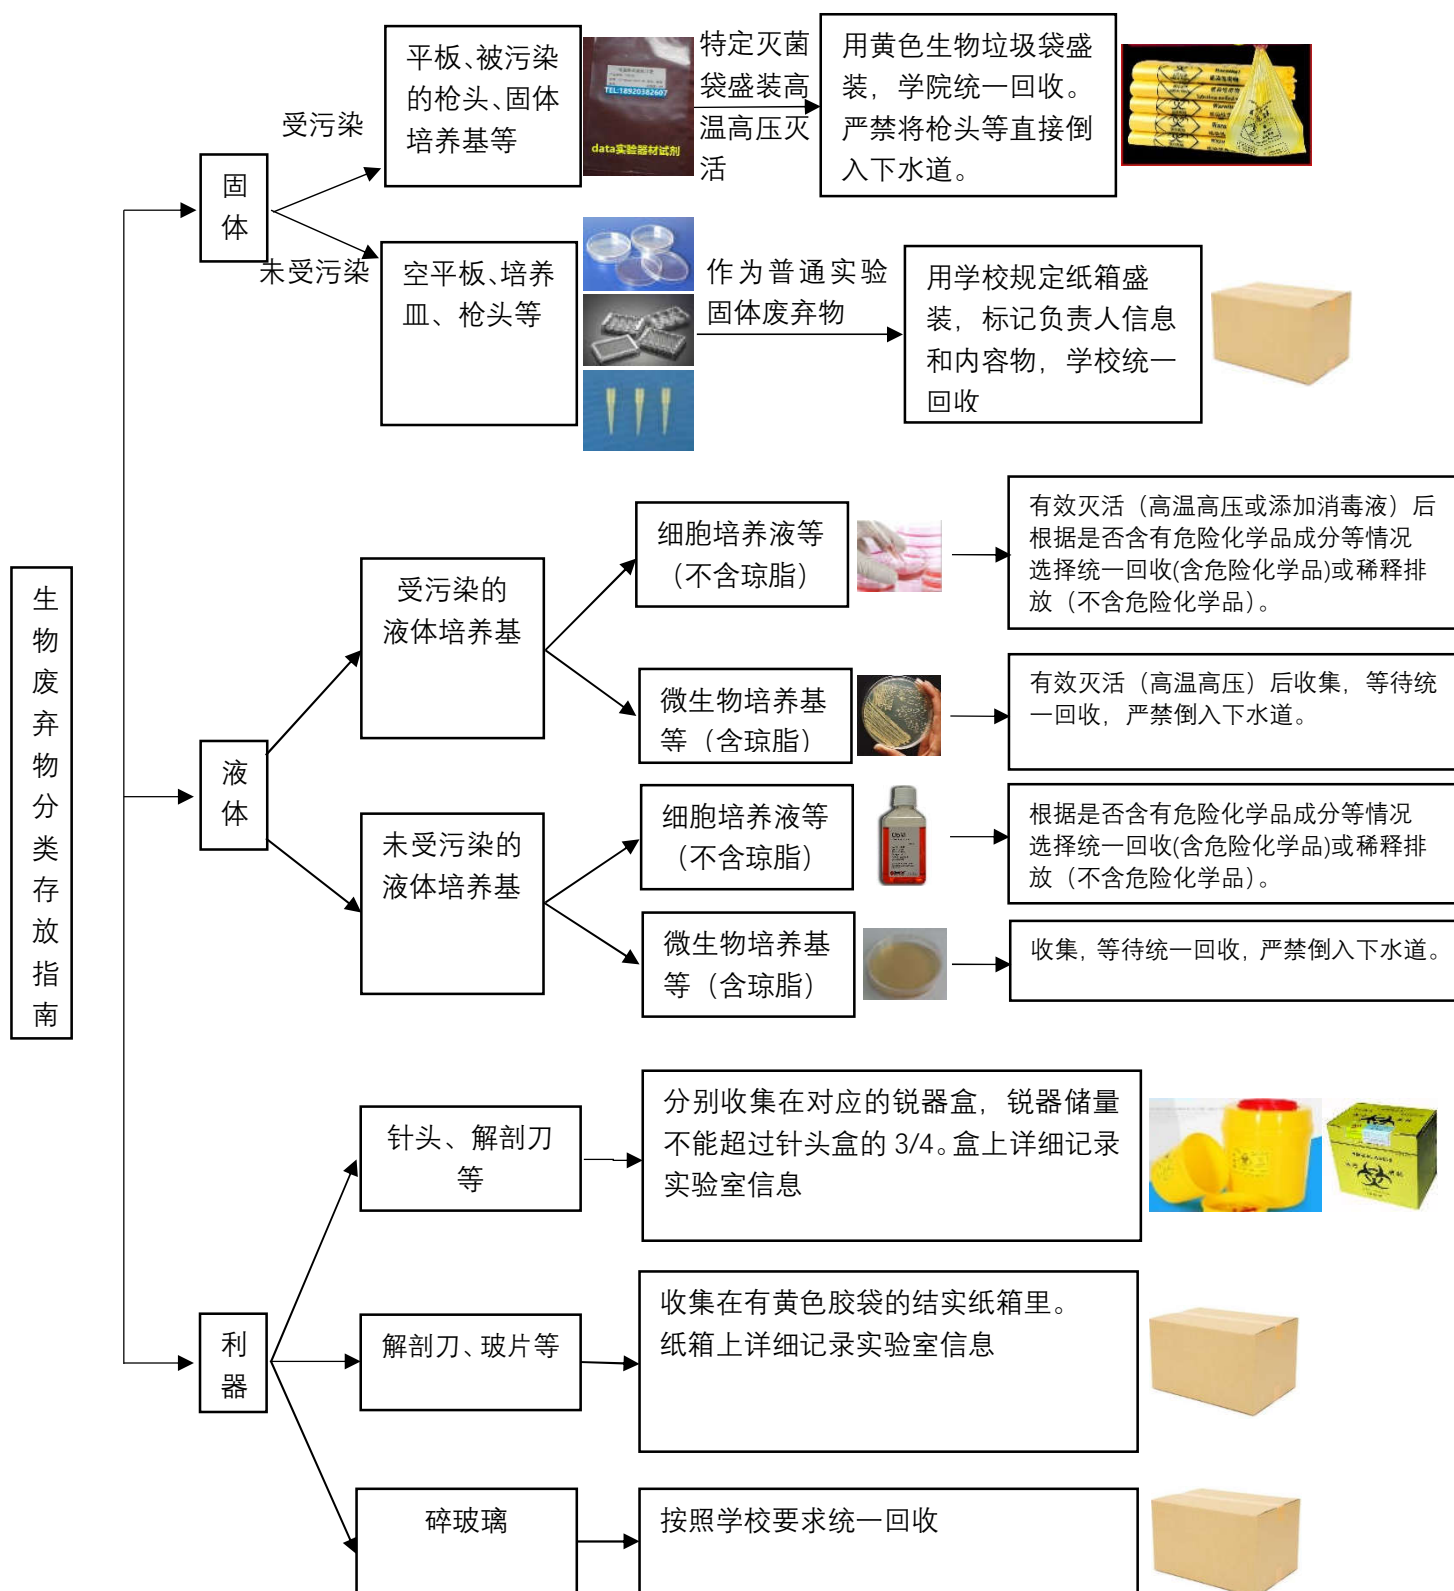 生物废弃物分类存放指南
固体
受污染
平板、被污染
的枪头、固体
培养基等
TEL:18920382607
data实验器材试剂
特定灭菌
袋盛装高
温高压灭
活
用黄色生物垃圾袋盛
装，学院统一回收。
严禁将枪头等直接倒
入下水道。
未受污染
空平板、培养
皿、枪头等
作为普通实验
固体废弃物
用学校规定纸箱盛
装，标记负责人信息
和内容物，学校统一
回收
液体
受污染的
液体培养基
细胞培养液等
（不含琼脂）
有效灭活（高温高压或添加消毒液）后
根据是否含有危险化学品成分等情况
选择统一回收(含危险化学品)或稀释排
放（不含危险化学品）。
微生物培养基
等（含琼脂）
有效灭活（高温高压）后收集，等待统
一回收，严禁倒入下水道。
未受污染的
液体培养基
细胞培养液等
（不含琼脂）
根据是否含有危险化学品成分等情况
选择统一回收(含危险化学品)或稀释排
放（不含危险化学品）。
微生物培养基
等（含琼脂）
收集，等待统一回收，严禁倒入下水道。
利器
针头、解剖刀
等
分别收集在对应的锐器盒，锐器储量
不能超过针头盒的 3/4。盒上详细记录
实验室信息
解剖刀、玻片等
收集在有黄色胶袋的结实纸箱里。
纸箱上详细记录实验室信息
碎玻璃
按照学校要求统一回收